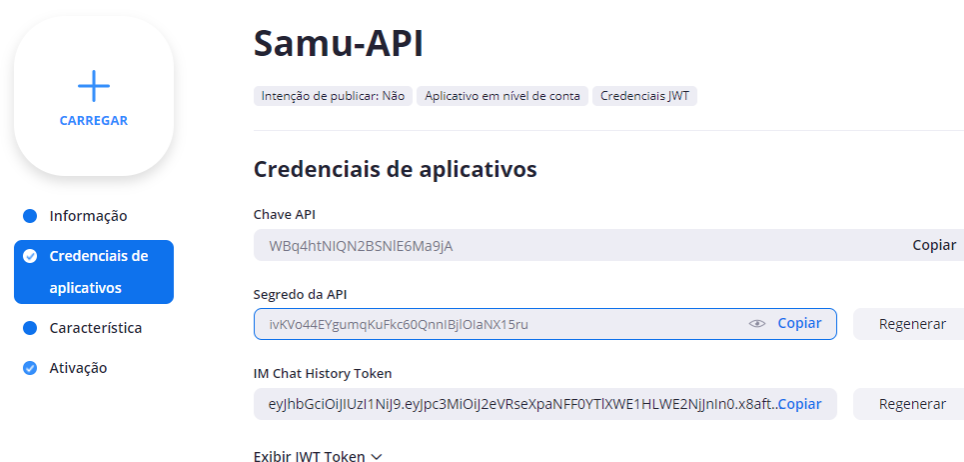 Samu-API
CARREGAR
Intenção de publicar: Não Aplicativo em nível de conta Credenciais JWT
Credenciais de aplicativos
Informação
Credenciais de
aplicativos
Característica
Ativação
Chave API
WBq4htNIQN2BSNlE6Ma9jA Copiar
Segredo da API
ivKVo44EYgumqKuFkc60QnnIBjlOIaNX15ru Copiar Regenerar
IM Chat History Token
eyJhbGciOiJIUzI1NiJ9.eyJpc3MiOiJ2eVRseXpaNFF0YTlXWE1HLWE2NjJnIn0.x8aft.. Copiar Regenerar
Exibir IWT Token